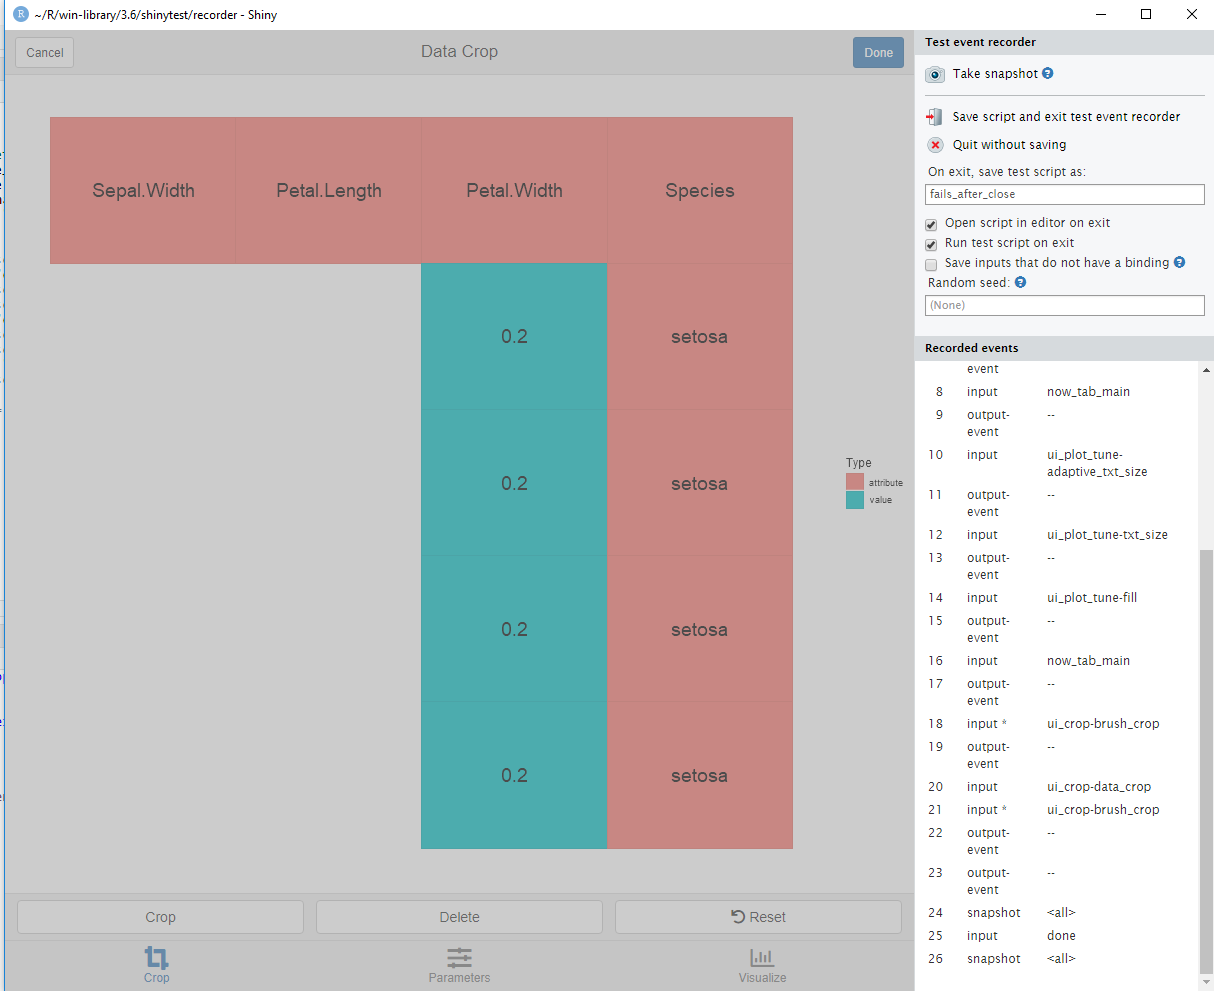 ~/R/win-library/3.6/shinytest/recorder - Shiny
Cancel
Data Crop
Done
Sepal.Width Petal.Length Petal.Width Species
0.2 setosa
0.2 setosa
0.2 setosa
0.2 setosa
Type
attribute
value
Crop Delete Reset
Crop Parameters Visualize
Test event recorder
Take snapshot
Save script and exit test event recorder
Quit without saving
On exit, save test script as:
fails_after_close
Open script in editor on exit
Run test script on exit
Save inputs that do not have a binding
Random seed:
(None)
Recorded events
event
8 input now_tab_main
9 output- --
event
10 input ui_plot_tune-
adaptive_txt_size
11 output- --
event
12 input ui_plot_tune-txt_size
13 output- --
event
14 input ui_plot_tune-fill
15 output- --
event
16 input now_tab_main
17 output- --
event
18 input * ui_crop-brush_crop
19 output- --
event
20 input ui_crop-data_crop
21 input * ui_crop-brush_crop
22 output- --
event
23 output- --
event
24 snapshot <all>
25 input done
26 snapshot <all>